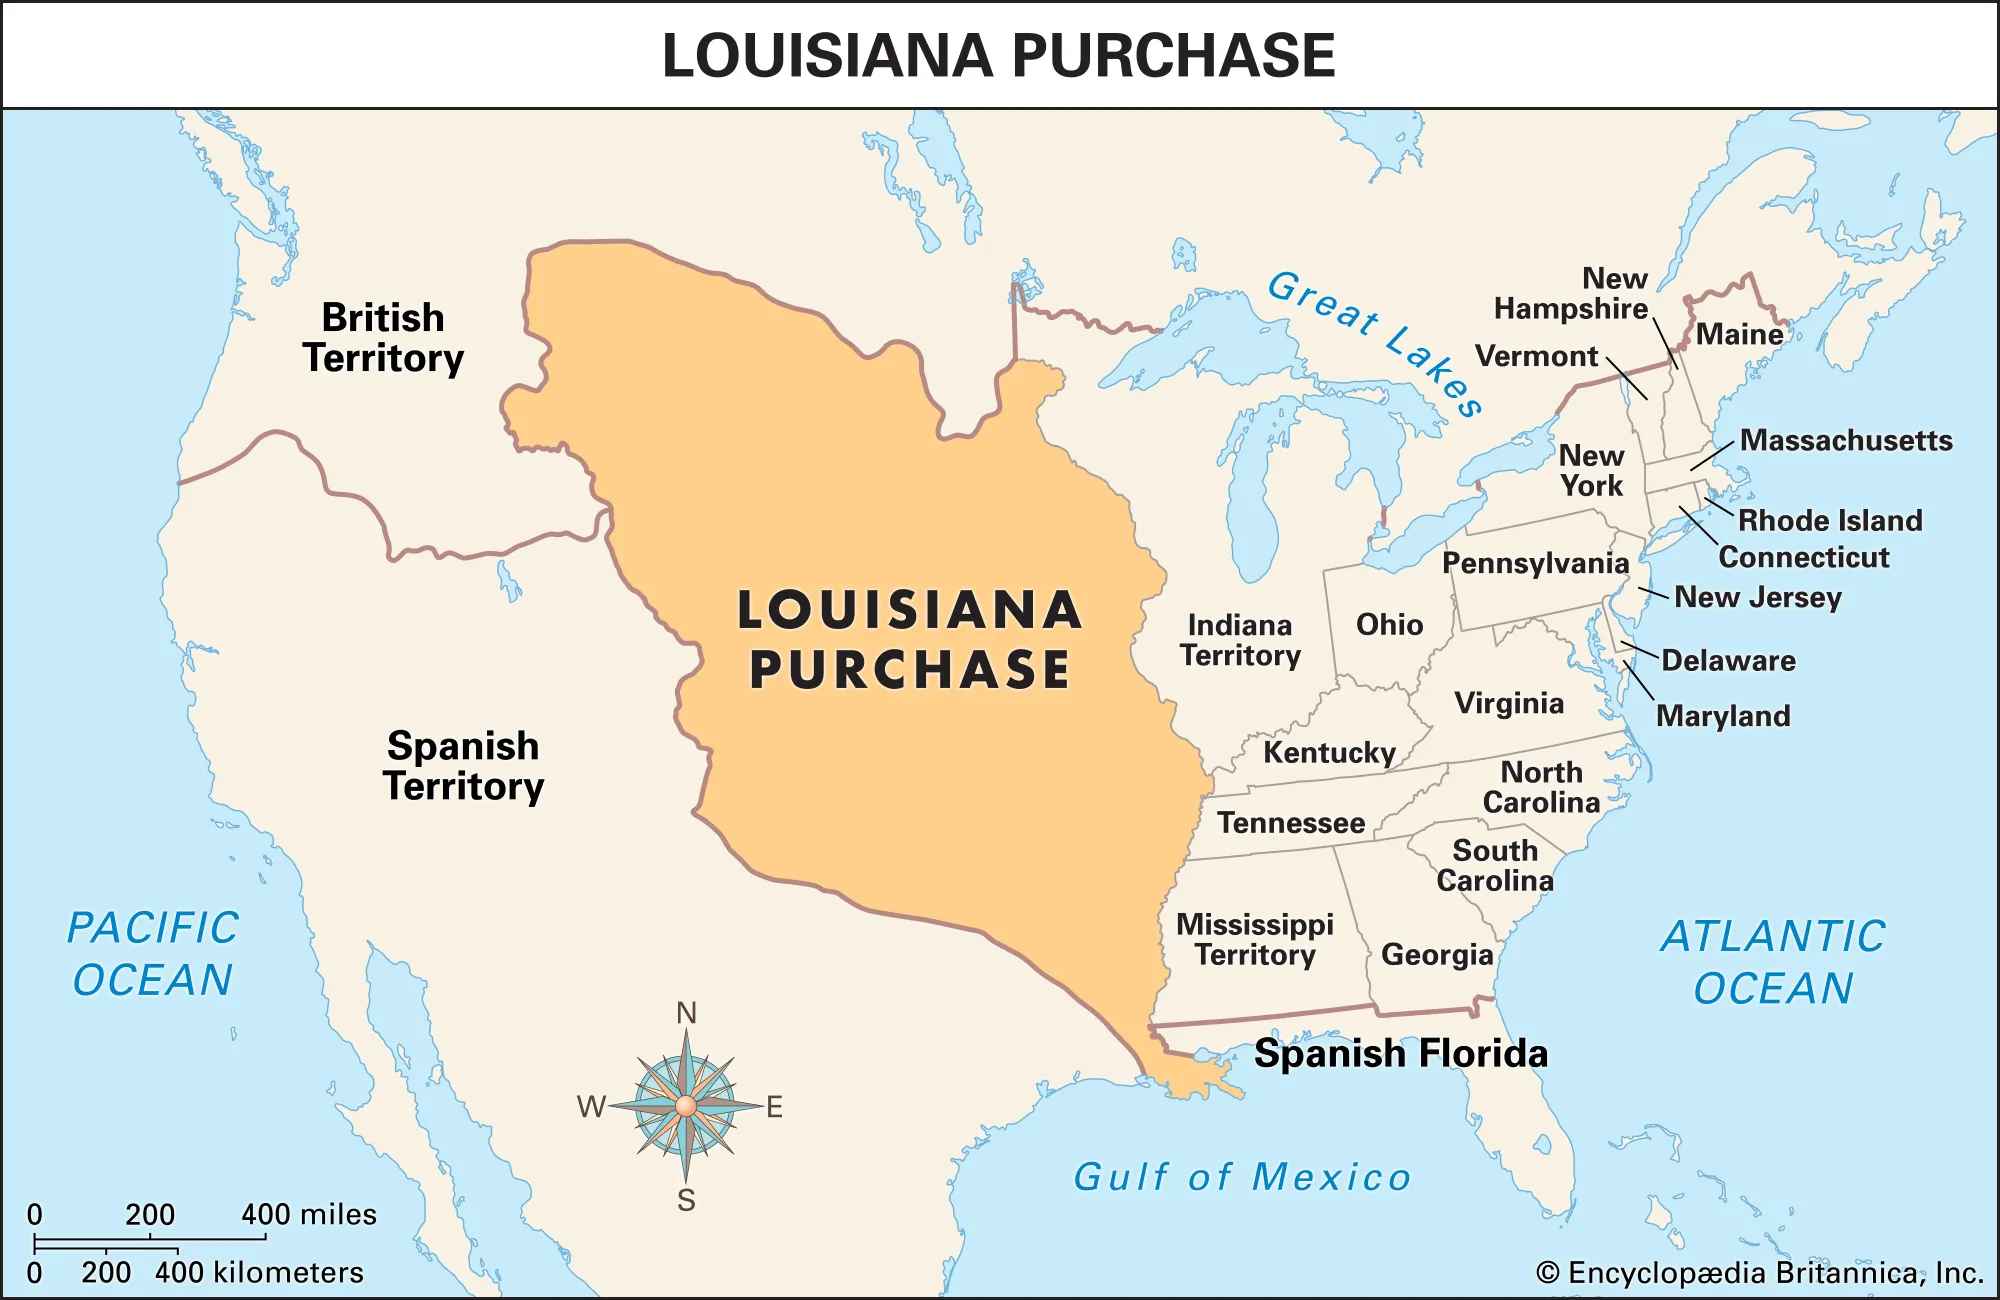 LOUISIANA PURCHASE
British
Territory
Great Lakes
New
Hampshire
Vermont
Maine
Massachusetts
New
York
Rhode Island
Connecticut
Pennsylvania
New Jersey
LOUISIANA
PURCHASE
Indiana
Territory
Ohio
Delaware
Virginia
Maryland
Spanish
Territory
Kentucky
North
Carolina
Tennessee
South
Carolina
PACIFIC
OCEAN
Mississippi
Territory
Georgia
ATLANTIC
OCEAN
N
W
E
S
Spanish Florida
Gulf of Mexico
0 200 400 miles
0 200 400 kilometers
© Encyclopædia Britannica, Inc.